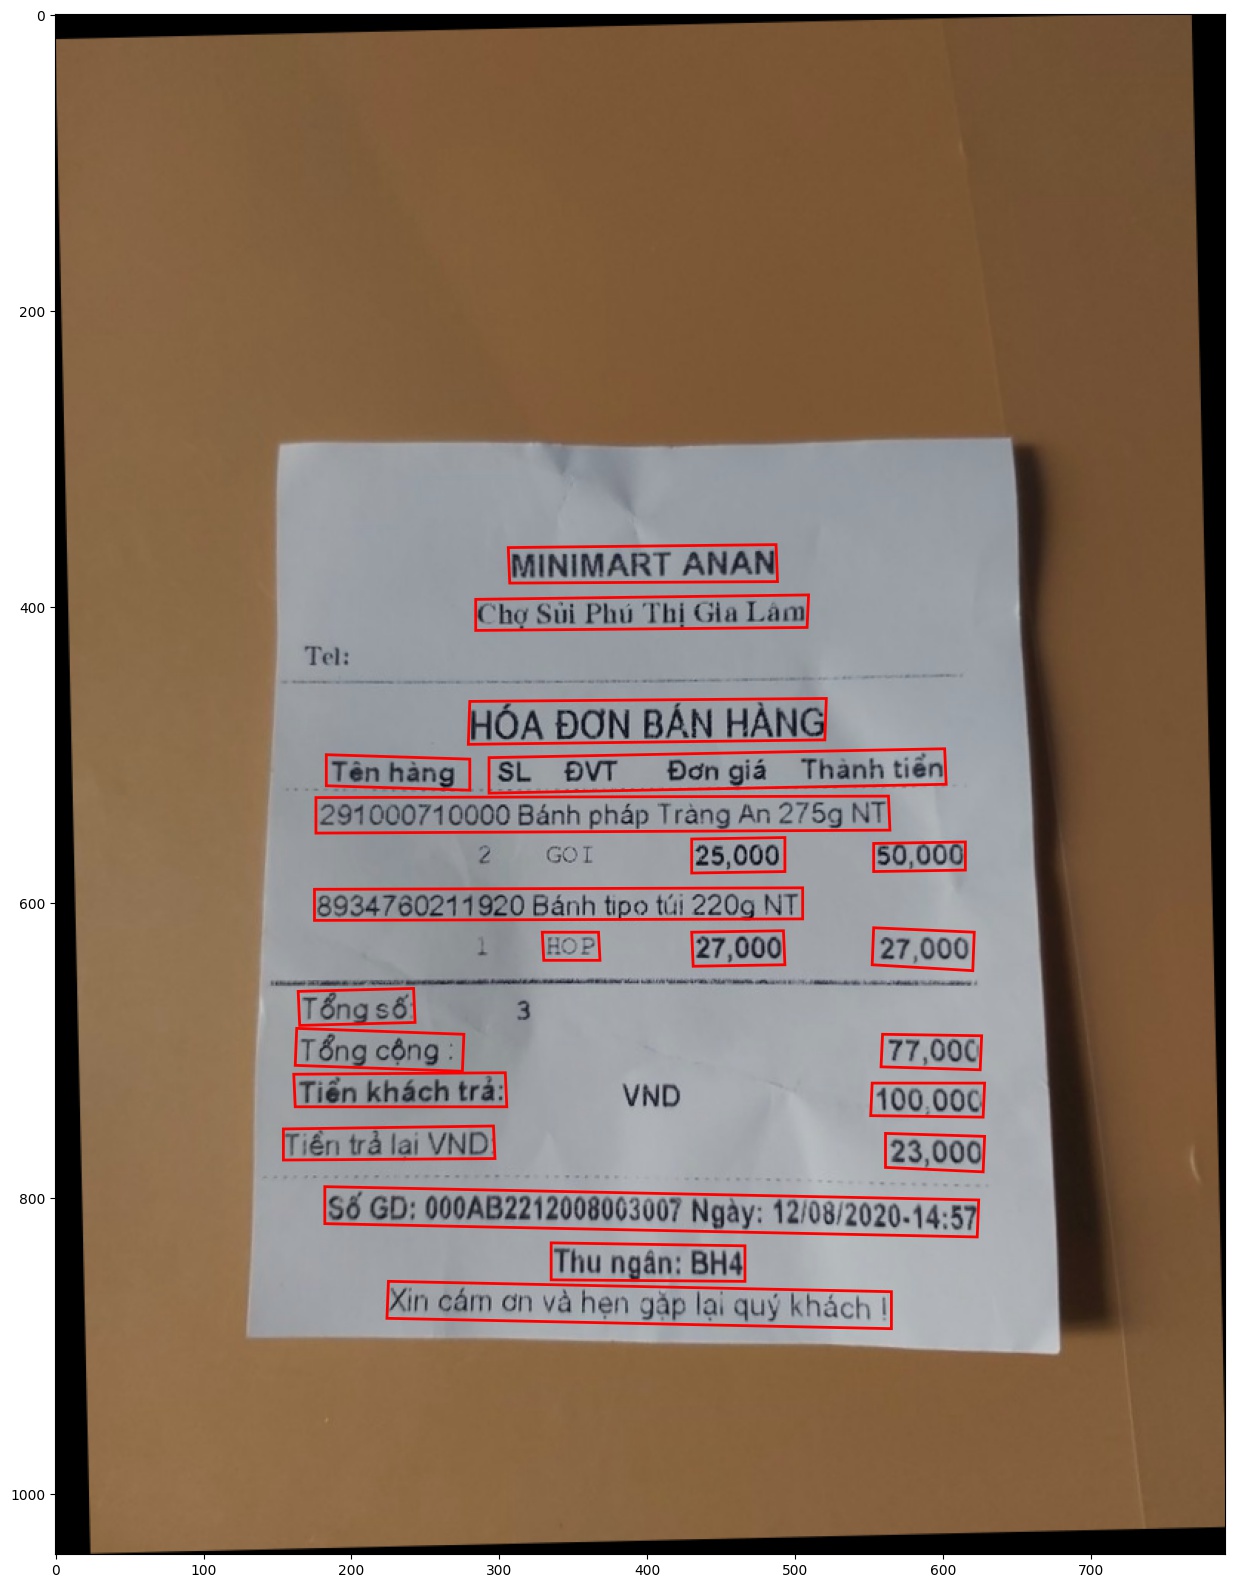 MINIMART ANAN
Chợ Sủi Phú Thị Gia Lâm
Tel:
HÓA ĐƠN BÁN HÀNG
Tên hàng SL ĐVT Đơn giá Thành tiền
291000710000 Bánh pháp Tràng An 275g NT
2 GOI 25,000 50,000
8934760211920 Bánh tipo túi 220g NT
1 HOP 27,000 27,000
Tổng số: 3
Tổng cộng : 77,000
Tiền khách trả: VND 100,000
Tiền trả lại VND: 23,000
Số GD: 000AB2212008003007 Ngày: 12/08/2020-14:57
Thu ngân: BH4
Xin cám ơn và hẹn gặp lại quý khách !
0
200
400
600
800
1000
0 100 200 300 400 500 600 700